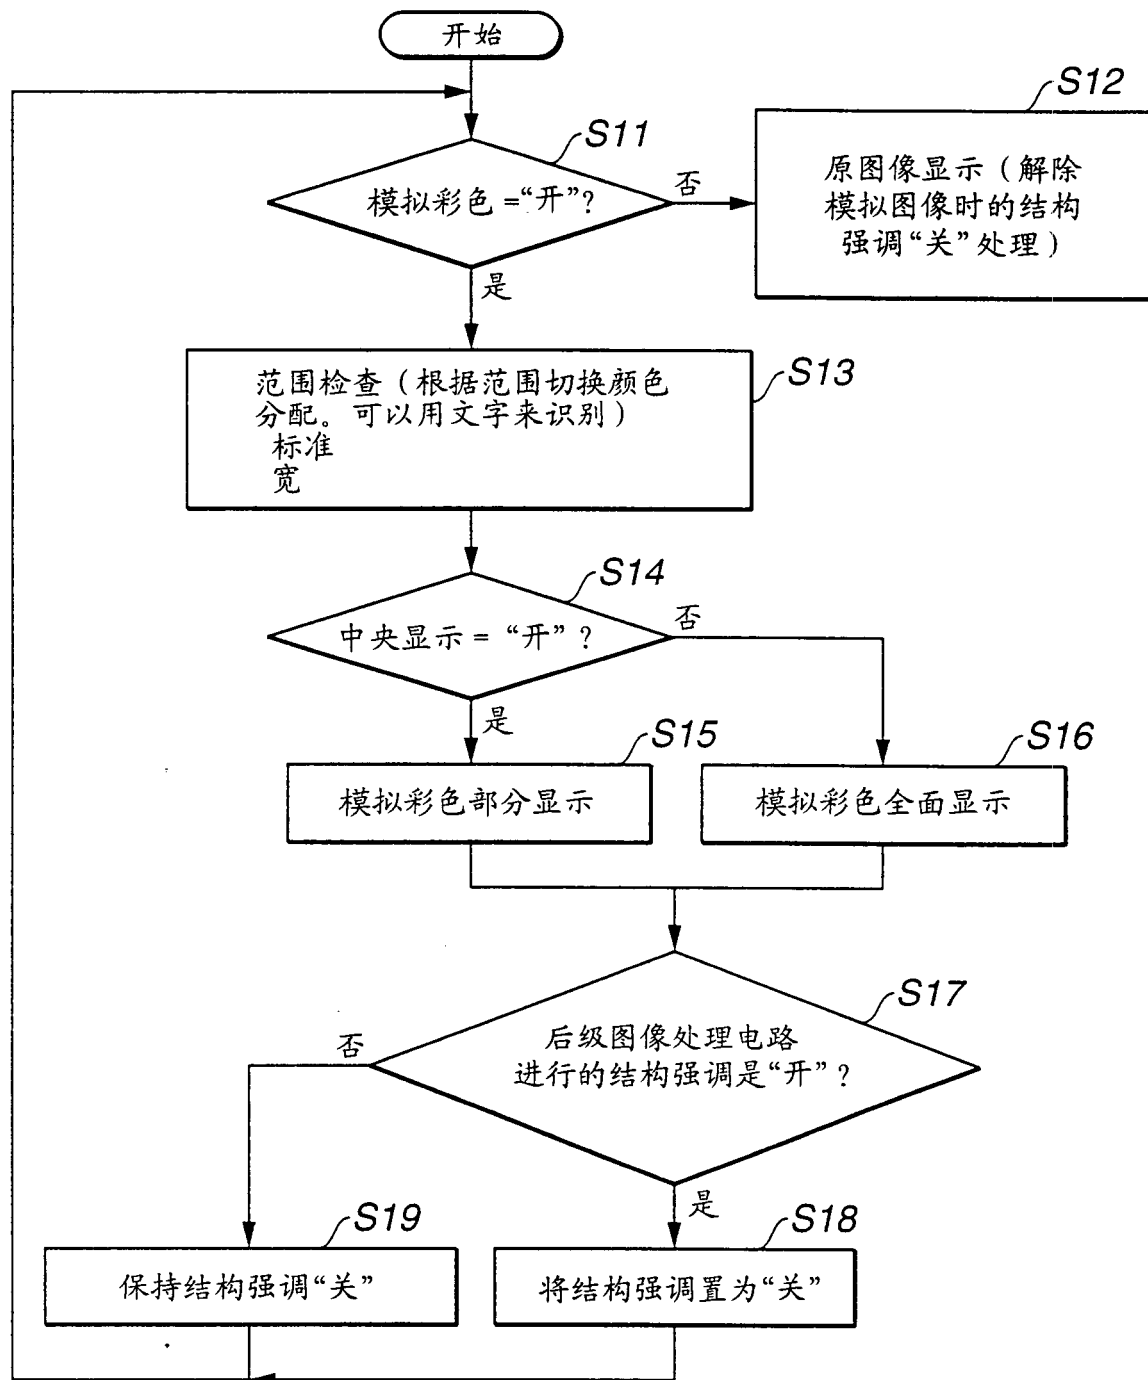 开始
S11
模拟彩色="开"?
否
S12
原图像显示（解除
模拟图像时的结构
强调“关”处理）
是
S13
范围检查（根据范围切换颜色
分配。可以用文字来识别）
标准
宽
S14
中央显示=“开”?
否
是
S15
模拟彩色部分显示
S16
模拟彩色全面显示
S17
后级图像处理电路
进行的结构强调是“开”?
否
是
S19
保持结构强调“关”
S18
将结构强调置为“关”